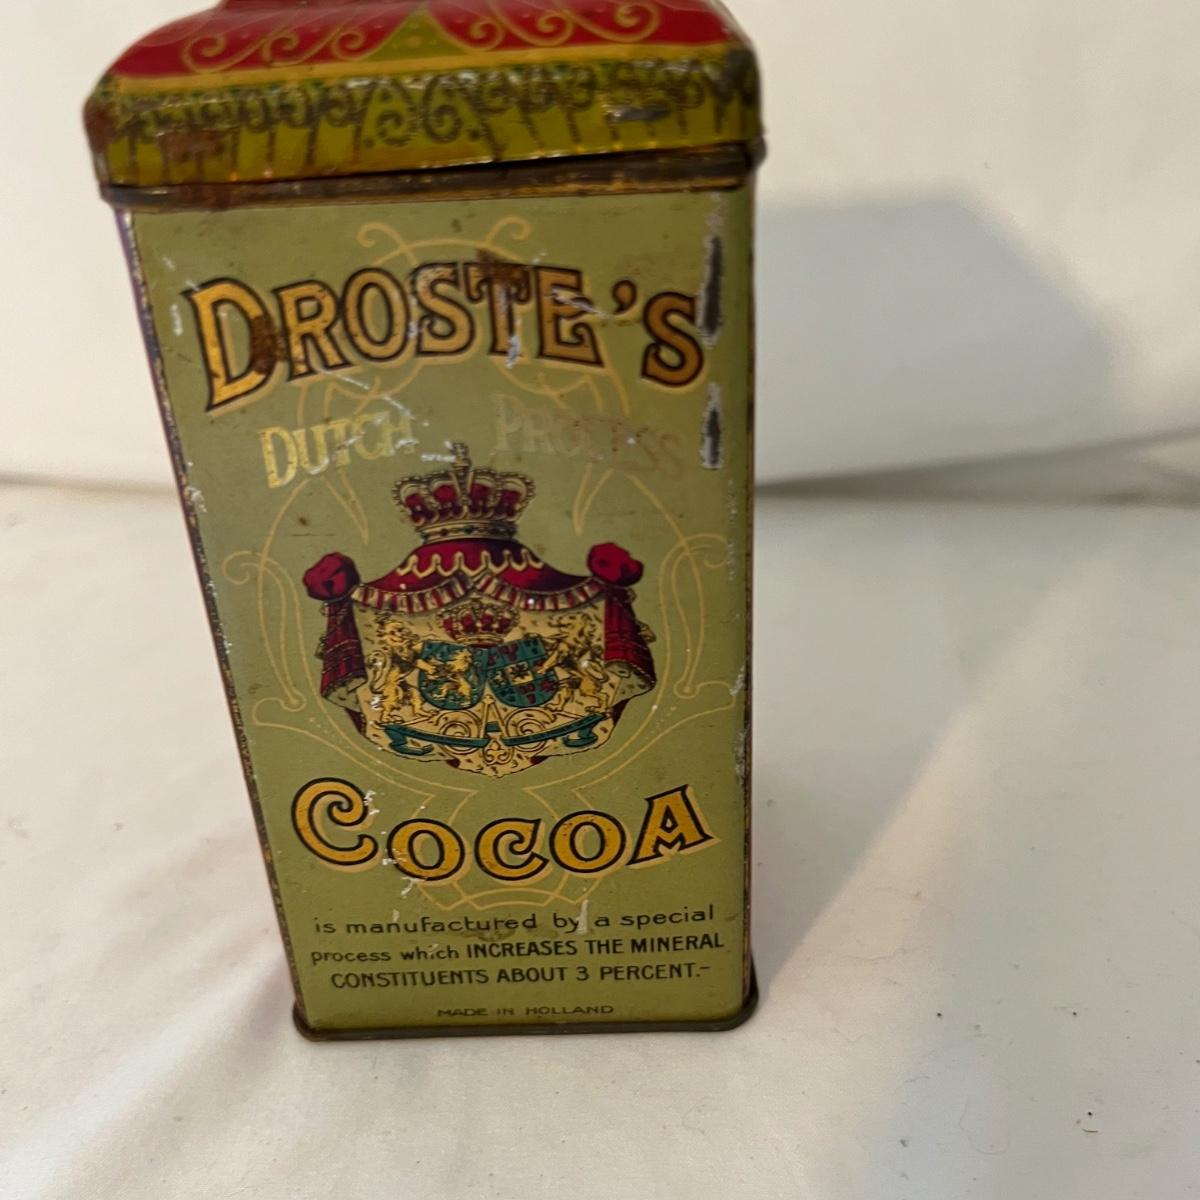 DROSTE'S
DUTCH PROCESS
COCOA
is manufactured by a special
process which INCREASES THE MINERAL
CONSTITUENTS ABOUT 3 PERCENT.-
MADE IN HOLLAND